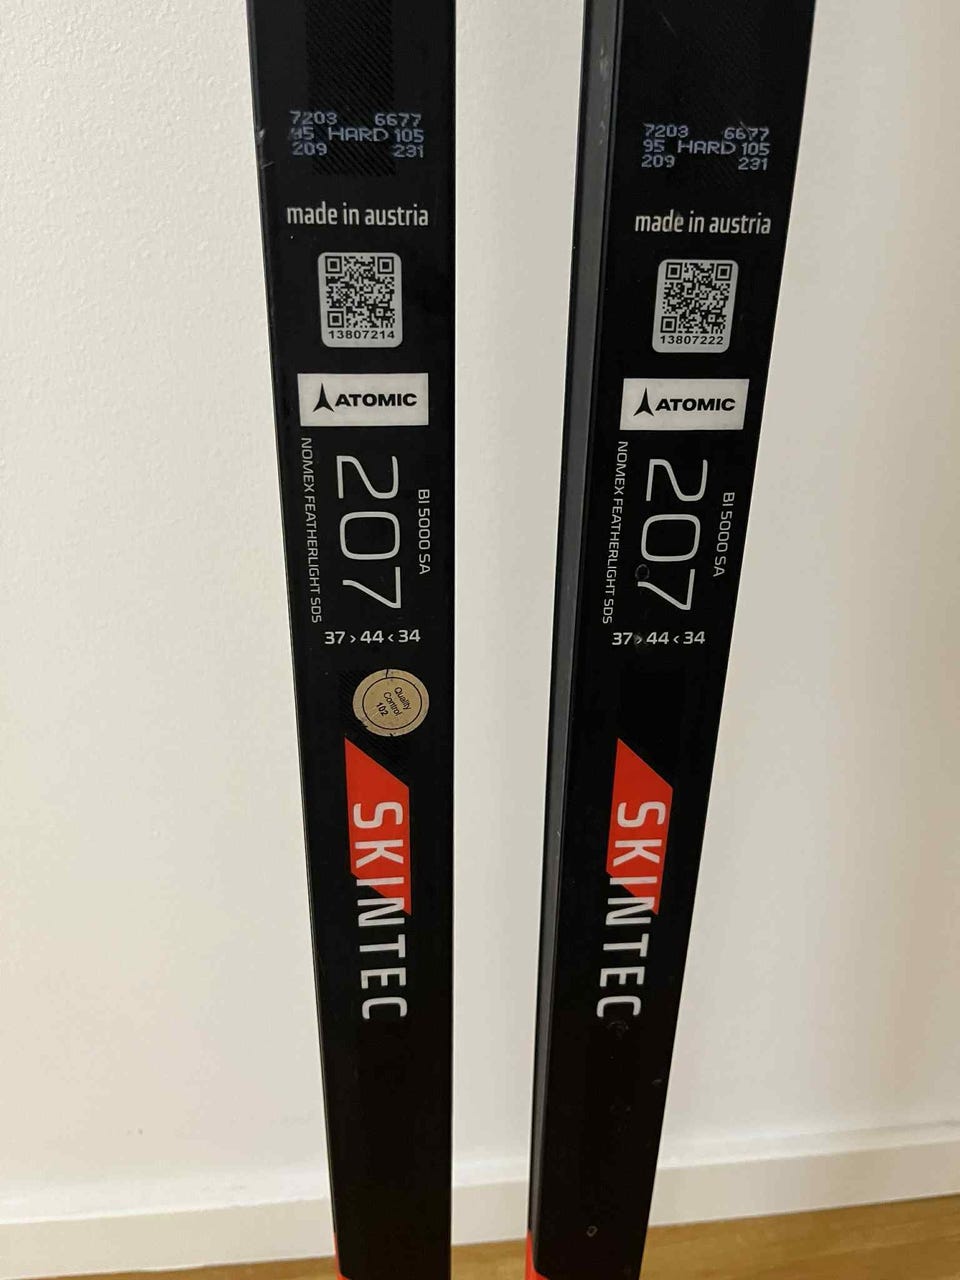 7203 6677
95 HARD 105
209 231
made in austria
13807214
ATOMIC
207
BI 5000 SA
NOMEX FEATHERLIGHT SDS
37 › 44 ‹ 34
Quality
Control
102
SKINTEC
7203 6677
95 HARD 105
209 231
made in austria
13807222
ATOMIC
207
BI 5000 SA
NOMEX FEATHERLIGHT SDS
37 › 44 ‹ 34
SKINTEC